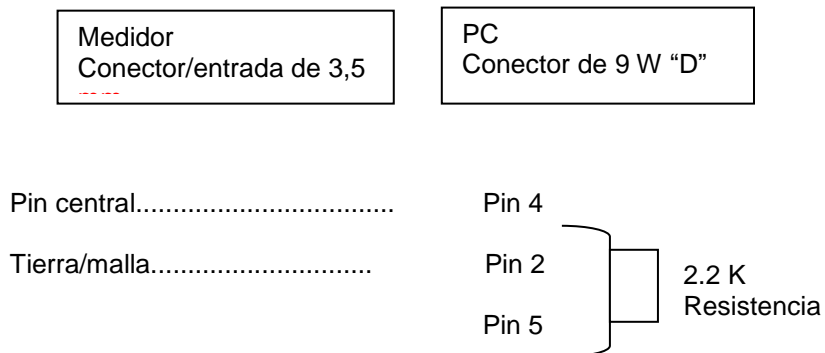 Medidor
Conector/entrada de 3,5
PC
Conector de 9 W “D”
Pin central................................... Pin 4
Tierra/malla.............................. Pin 2
2.2 K
Resistencia
Pin 5